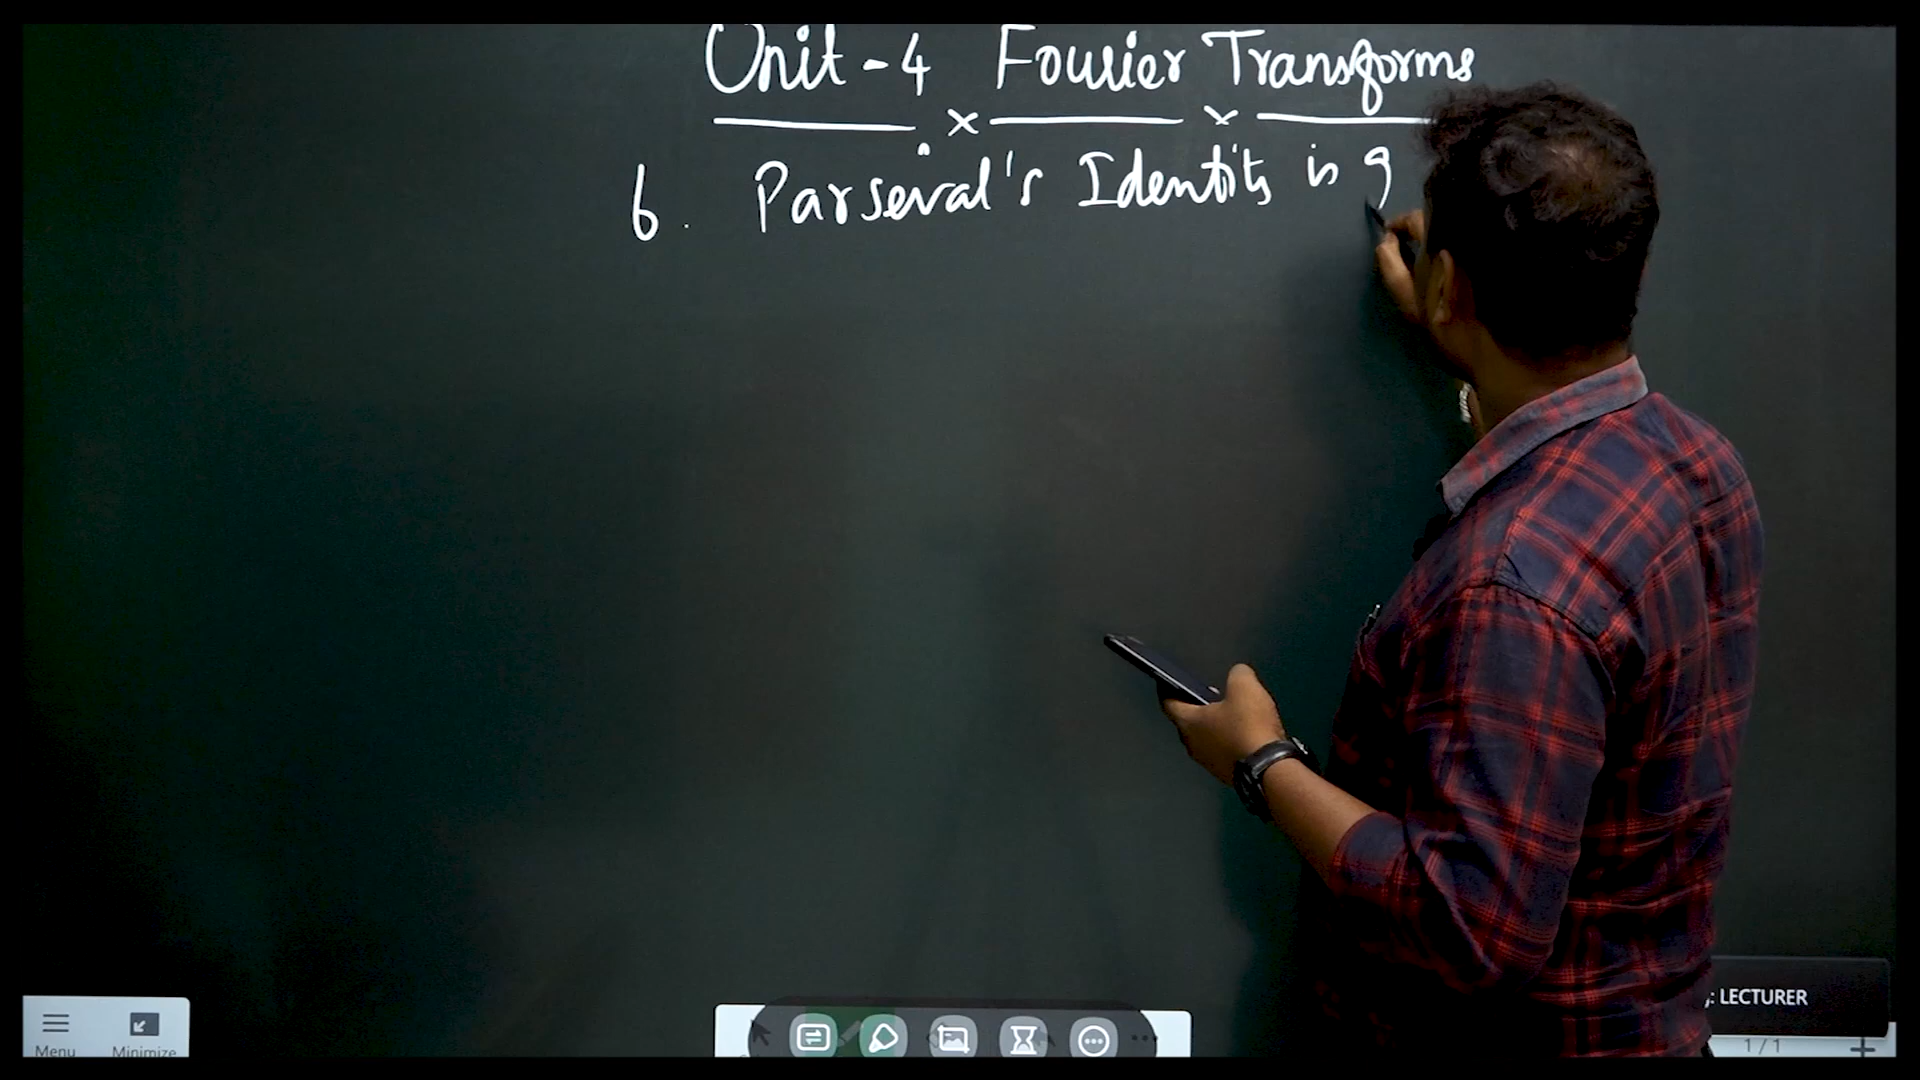 Unit - 4 Fourier Transforms
6. Parseval's Identity is g
: LECTURER
Menu Minimize
1 / 1